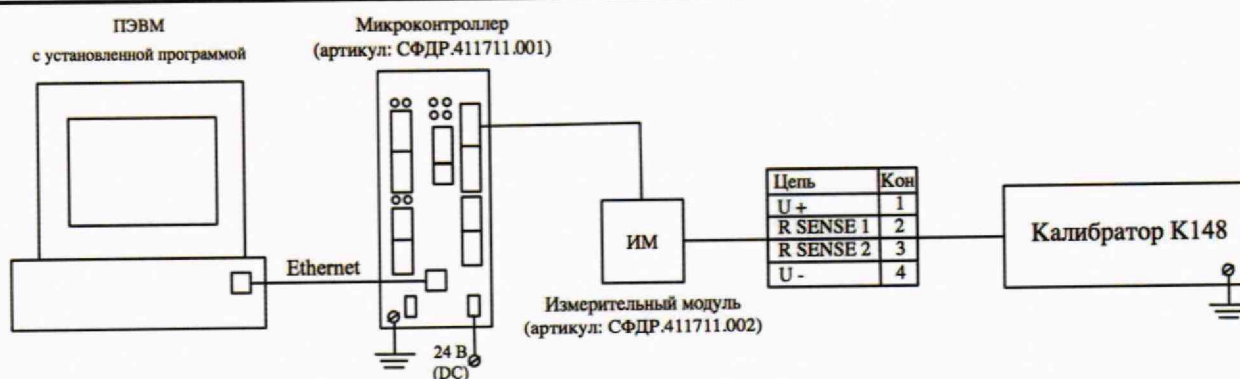 ПЭВМ
с установленной программой
Микроконтроллер
(артикул: СФДР.411711.001)
Ethernet
24 В
(DC)
ИМ
Измерительный модуль
(артикул: СФДР.411711.002)
Цепь Кон
U + 1
R SENSE 1 2
R SENSE 2 3
U - 4
Калибратор К148